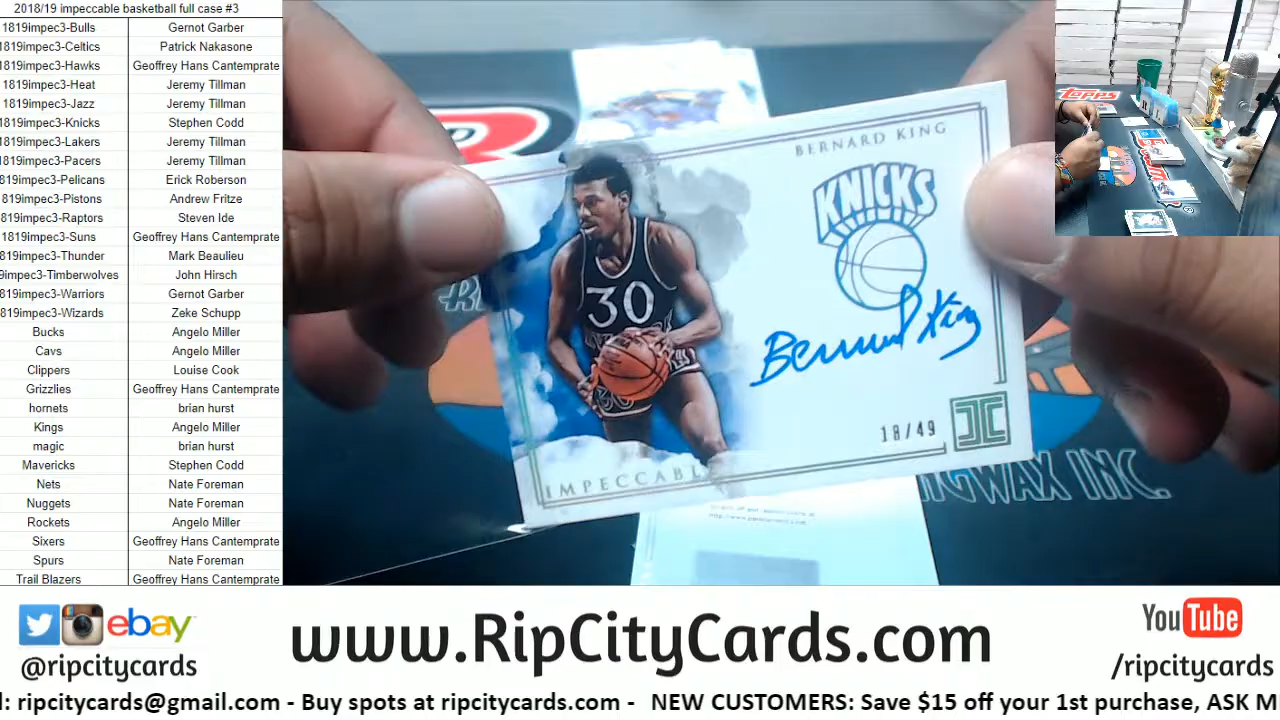 2018/19 impeccable basketball full case #3
1819impec3-Bulls Gernot Garber
1819impec3-Celtics Patrick Nakasone
1819impec3-Hawks Geoffrey Hans Cantemprate
1819impec3-Heat Jeremy Tillman
1819impec3-Jazz Jeremy Tillman
1819impec3-Knicks Stephen Codd
1819impec3-Lakers Jeremy Tillman
1819impec3-Pacers Jeremy Tillman
819impec3-Pelicans Erick Roberson
819impec3-Pistons Andrew Fritze
819impec3-Raptors Steven Ide
1819impec3-Suns Geoffrey Hans Cantemprate
819impec3-Thunder Mark Beaulieu
9impec3-Timberwolves John Hirsch
819impec3-Warriors Gernot Garber
819impec3-Wizards Zeke Schupp
Bucks Angelo Miller
Cavs Angelo Miller
Clippers Louise Cook
Grizzlies Geoffrey Hans Cantemprate
hornets brian hurst
Kings Angelo Miller
magic brian hurst
Mavericks Stephen Codd
Nets Nate Foreman
Nuggets Nate Foreman
Rockets Angelo Miller
Sixers Geoffrey Hans Cantemprate
Spurs Nate Foreman
Trail Blazers Geoffrey Hans Cantemprate
BERNARD KING
KNICKS
30
Bernard King
18/49
IMPECCABL
INGWAX INC.
Topps
ebay
@ripcitycards
www.RipCityCards.com
YouTube
/ripcitycards
l: ripcitycards@gmail.com - Buy spots at ripcitycards.com - NEW CUSTOMERS: Save $15 off your 1st purchase, ASK M